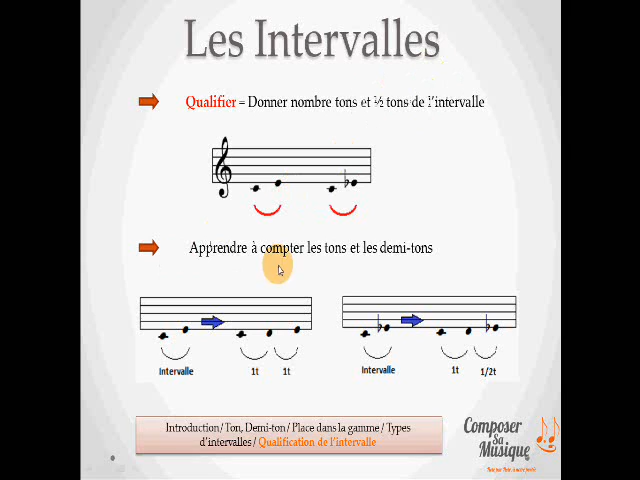 Les Intervalles
Qualifier = Donner nombre tons et ½ tons de l'intervalle
Apprendre à compter les tons et les demi-tons
Intervalle 1t 1t
Intervalle 1t 1/2t
Introduction / Ton, Demi-ton / Place dans la gamme / Types
d'intervalles / Qualification de l'intervalle
Composer
Sa
Musique